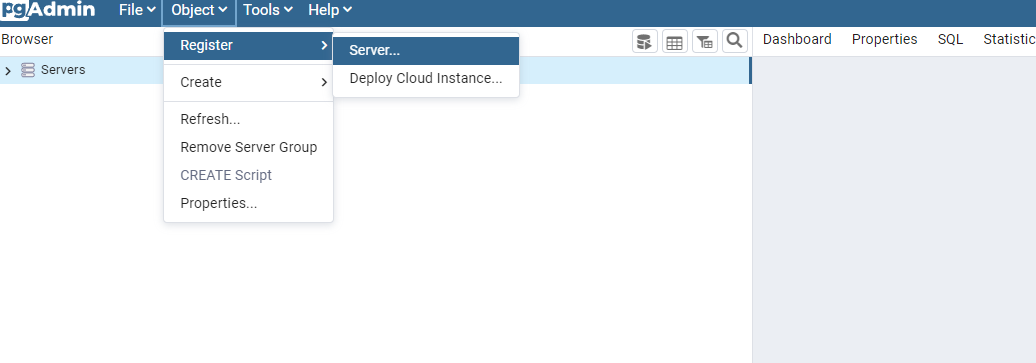 pgAdmin File Object Tools Help
Browser
Register Server... Dashboard Properties SQL Statistic
Servers
Deploy Cloud Instance...
Create
Refresh...
Remove Server Group
CREATE Script
Properties...